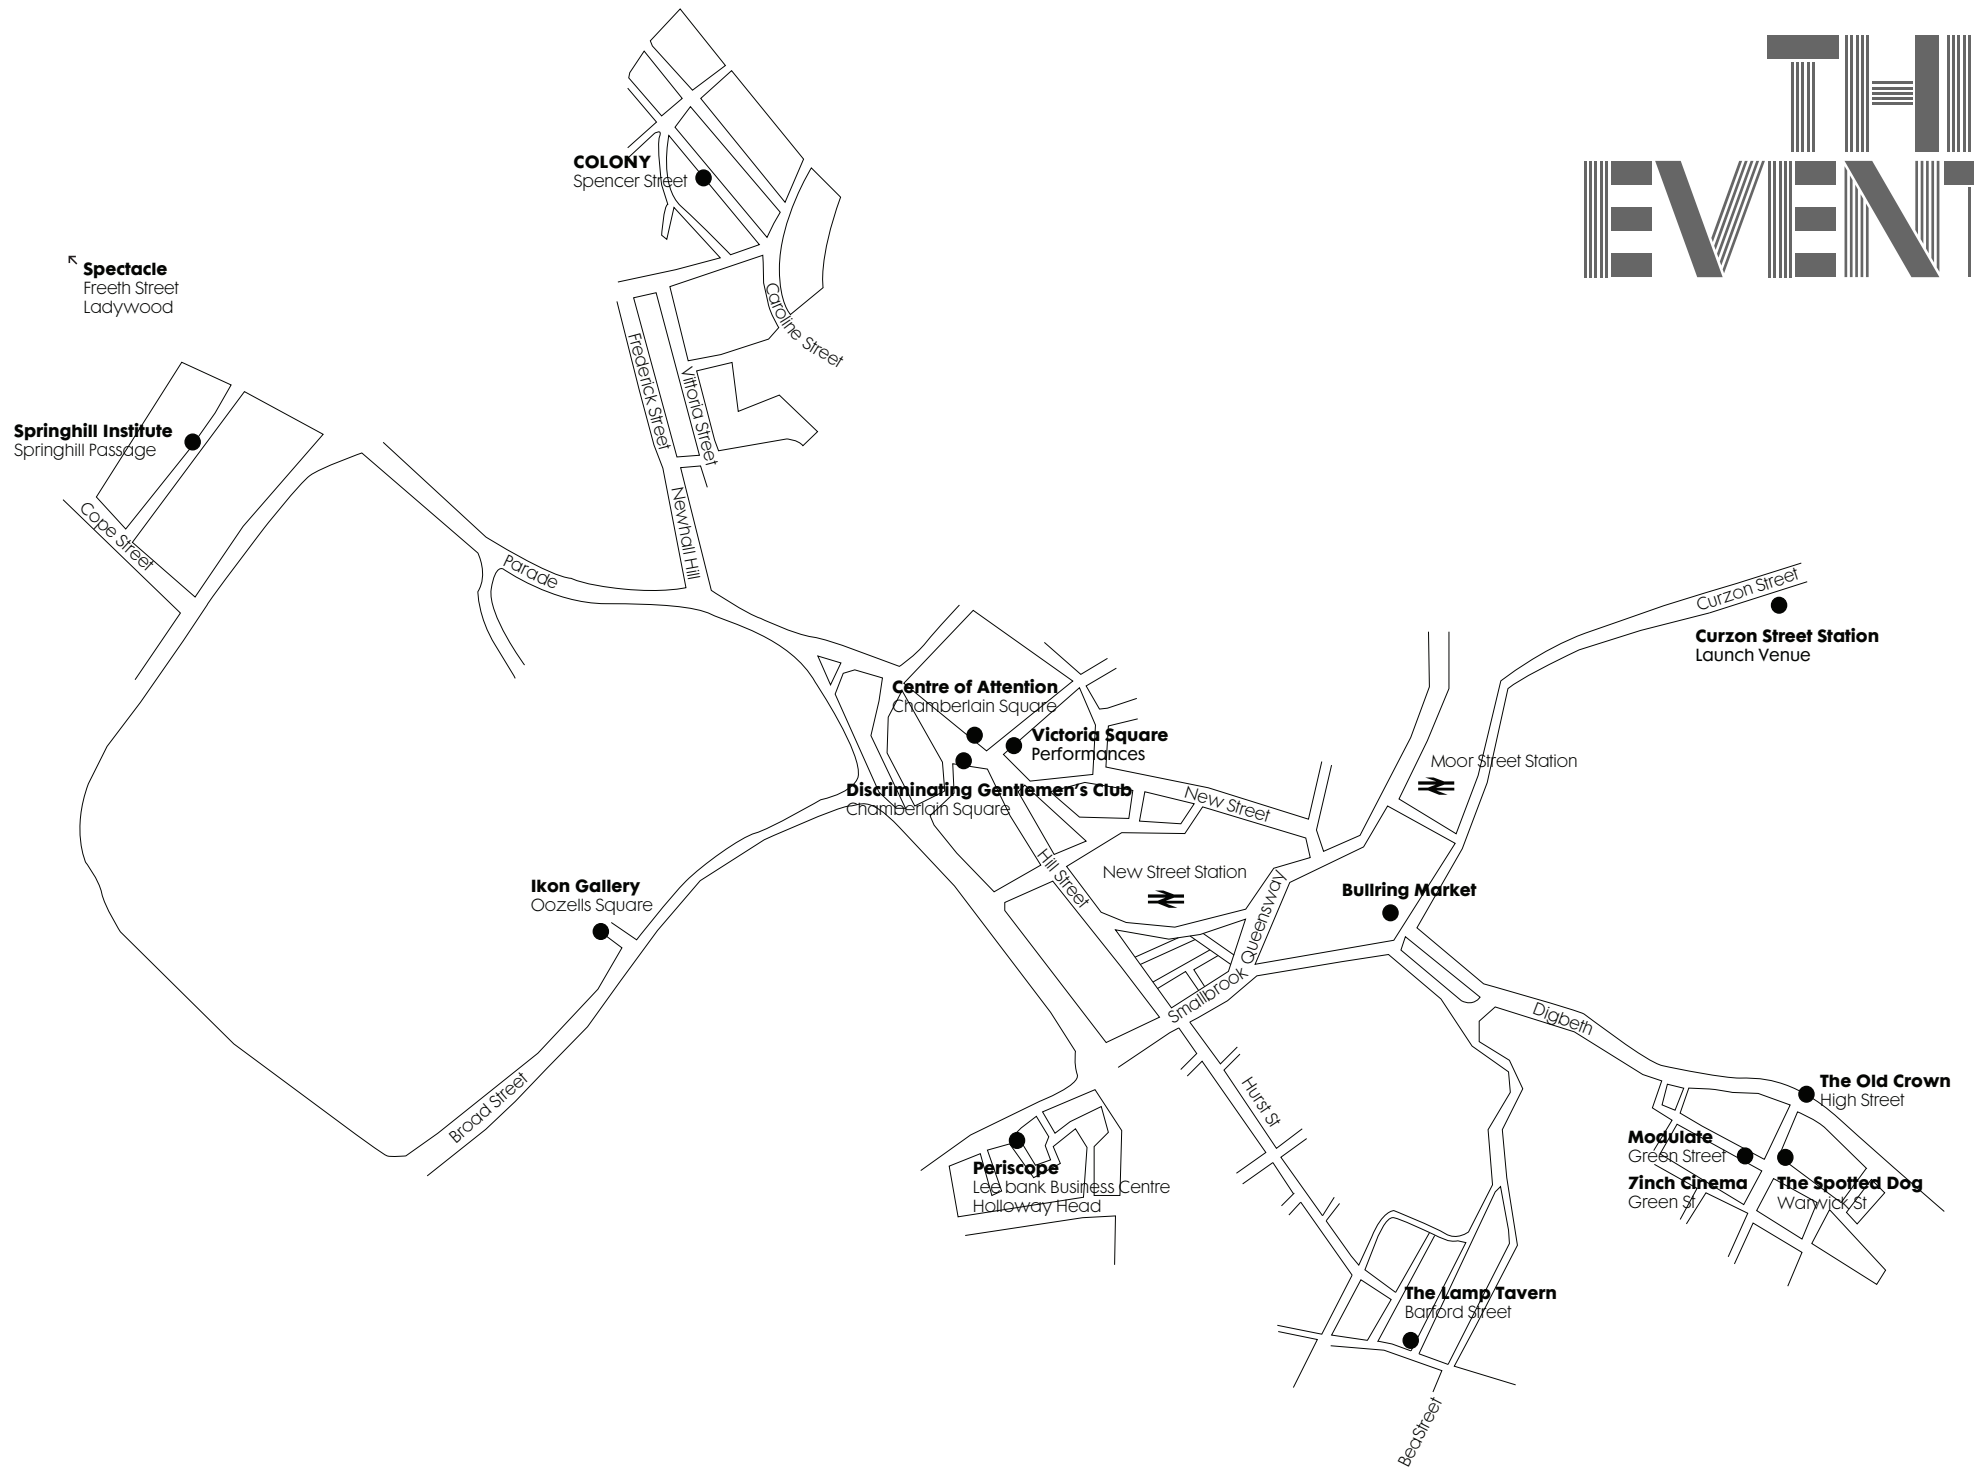 THE
EVENT
COLONY
Spencer Street
Spectacle
Freeth Street
Ladywood
Caroline Street
Frederick Street
Vittoria Street
Springhill Institute
Springhill Passage
Cope Street
Newhall Hill
Parade
Curzon Street
Curzon Street Station
Launch Venue
Centre of Attention
Chamberlain Square
Victoria Square
Performances
Moor Street Station
Discriminating Gentlemen's Club
Chamberlain Square
New Street
Hill Street
New Street Station
Ikon Gallery
Oozells Square
Bullring Market
Smallbrook Queensway
Digbeth
Broad Street
Hurst St
The Old Crown
High Street
Modulate
Green Street
7inch Cinema
Green St
The Spotted Dog
Warwick St
Periscope
Lee bank Business Centre
Holloway Head
The Lamp Tavern
Barford Street
BeaStreet